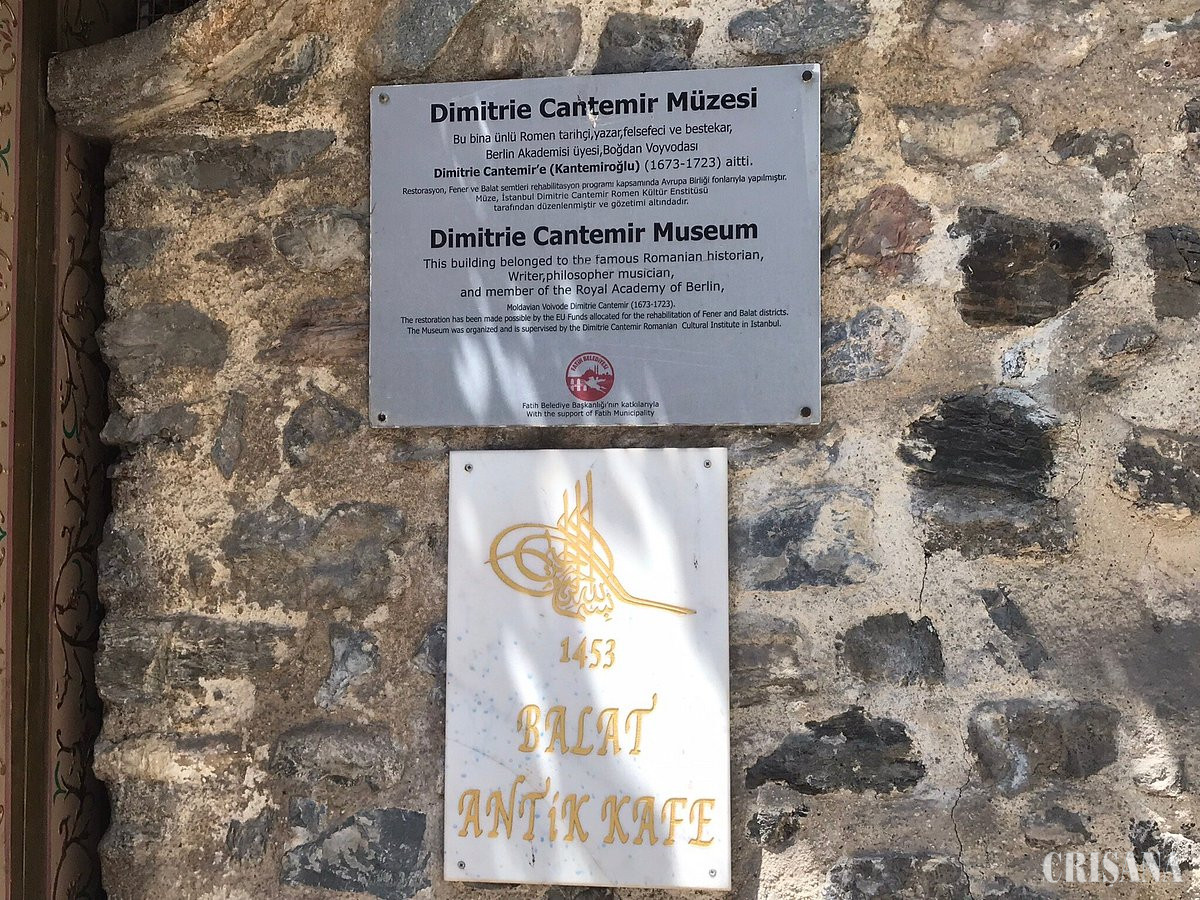 Dimitrie Cantemir Müzesi
Bu bina ünlü Romen tarihçi,yazar,felsefeci ve bestekar,
Berlin Akademisi üyesi,Boğdan Voyvodası
Dimitrie Cantemir'e (Kantemiroğlu) (1673-1723) aitti.
Restorasyon, Fener ve Balat semtleri rehabilitasyon programı kapsamında Avrupa Birliği fonlarıyla yapılmıştır.
Müze, İstanbul Dimitrie Cantemir Romen Kültür Enstitüsü
tarafından düzenlenmiştir ve gözetimi altındadır.
Dimitrie Cantemir Museum
This building belonged to the famous Romanian historian,
Writer,philosopher musician,
and member of the Royal Academy of Berlin,
Moldavian Voivode Dimitrie Cantemir (1673-1723).
The restoration has been made possible by the EU Funds allocated for the rehabilitation of Fener and Balat districts.
The Museum was organized and is supervised by the Dimitrie Cantemir Romanian Cultural Institute in Istanbul.
FATİH BELEDİYESİ
Fatih Belediye Başkanlığı'nın katkılarıyla
With the support of Fatih Municipality
1453
BALAT
ANTİK KAFE
CRISANA